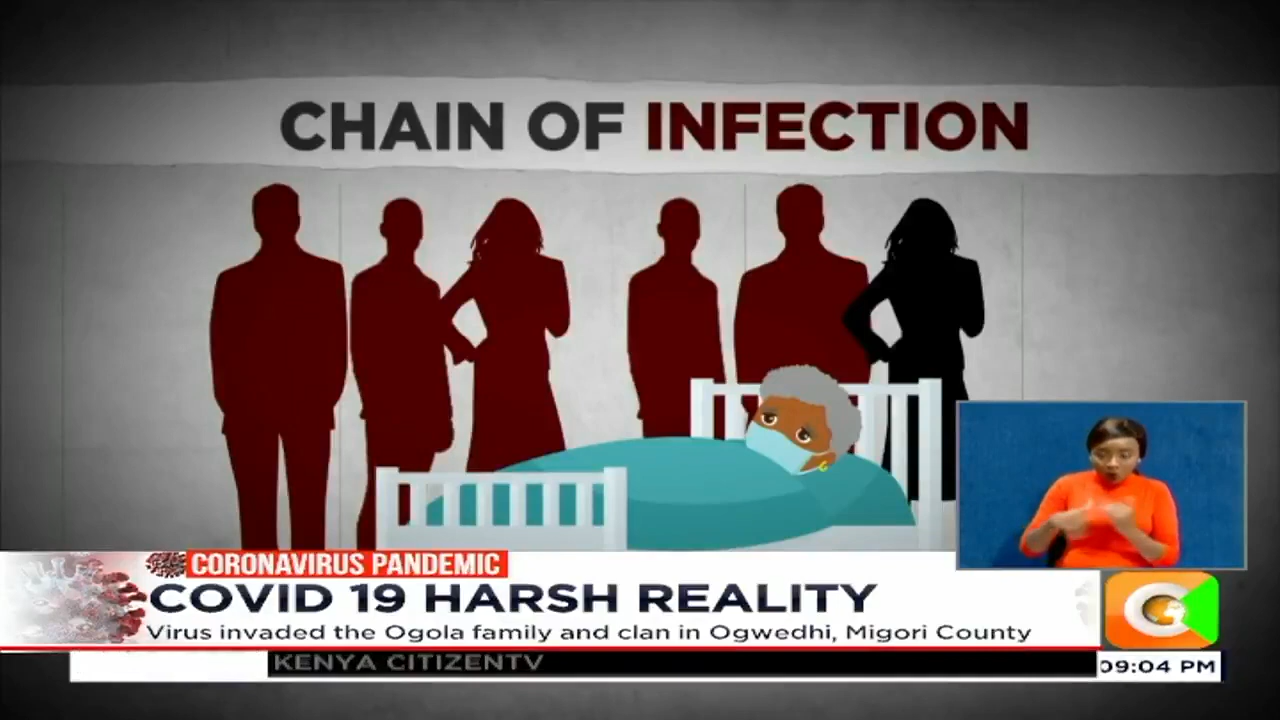 CHAIN OF INFECTION
CORONAVIRUS PANDEMIC
COVID 19 HARSH REALITY
Virus invaded the Ogola family and clan in Ogwedhi, Migori County
KENYA CITIZENTV
09:04 PM